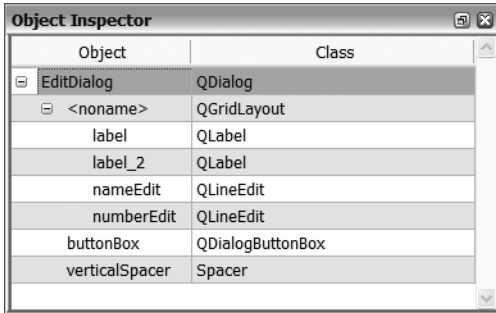 Object Inspector
Object Class
EditDialog QDialog
<noname> QGridLayout
label QLabel
label_2 QLabel
nameEdit QLineEdit
numberEdit QLineEdit
buttonBox QDialogButtonBox
verticalSpacer Spacer